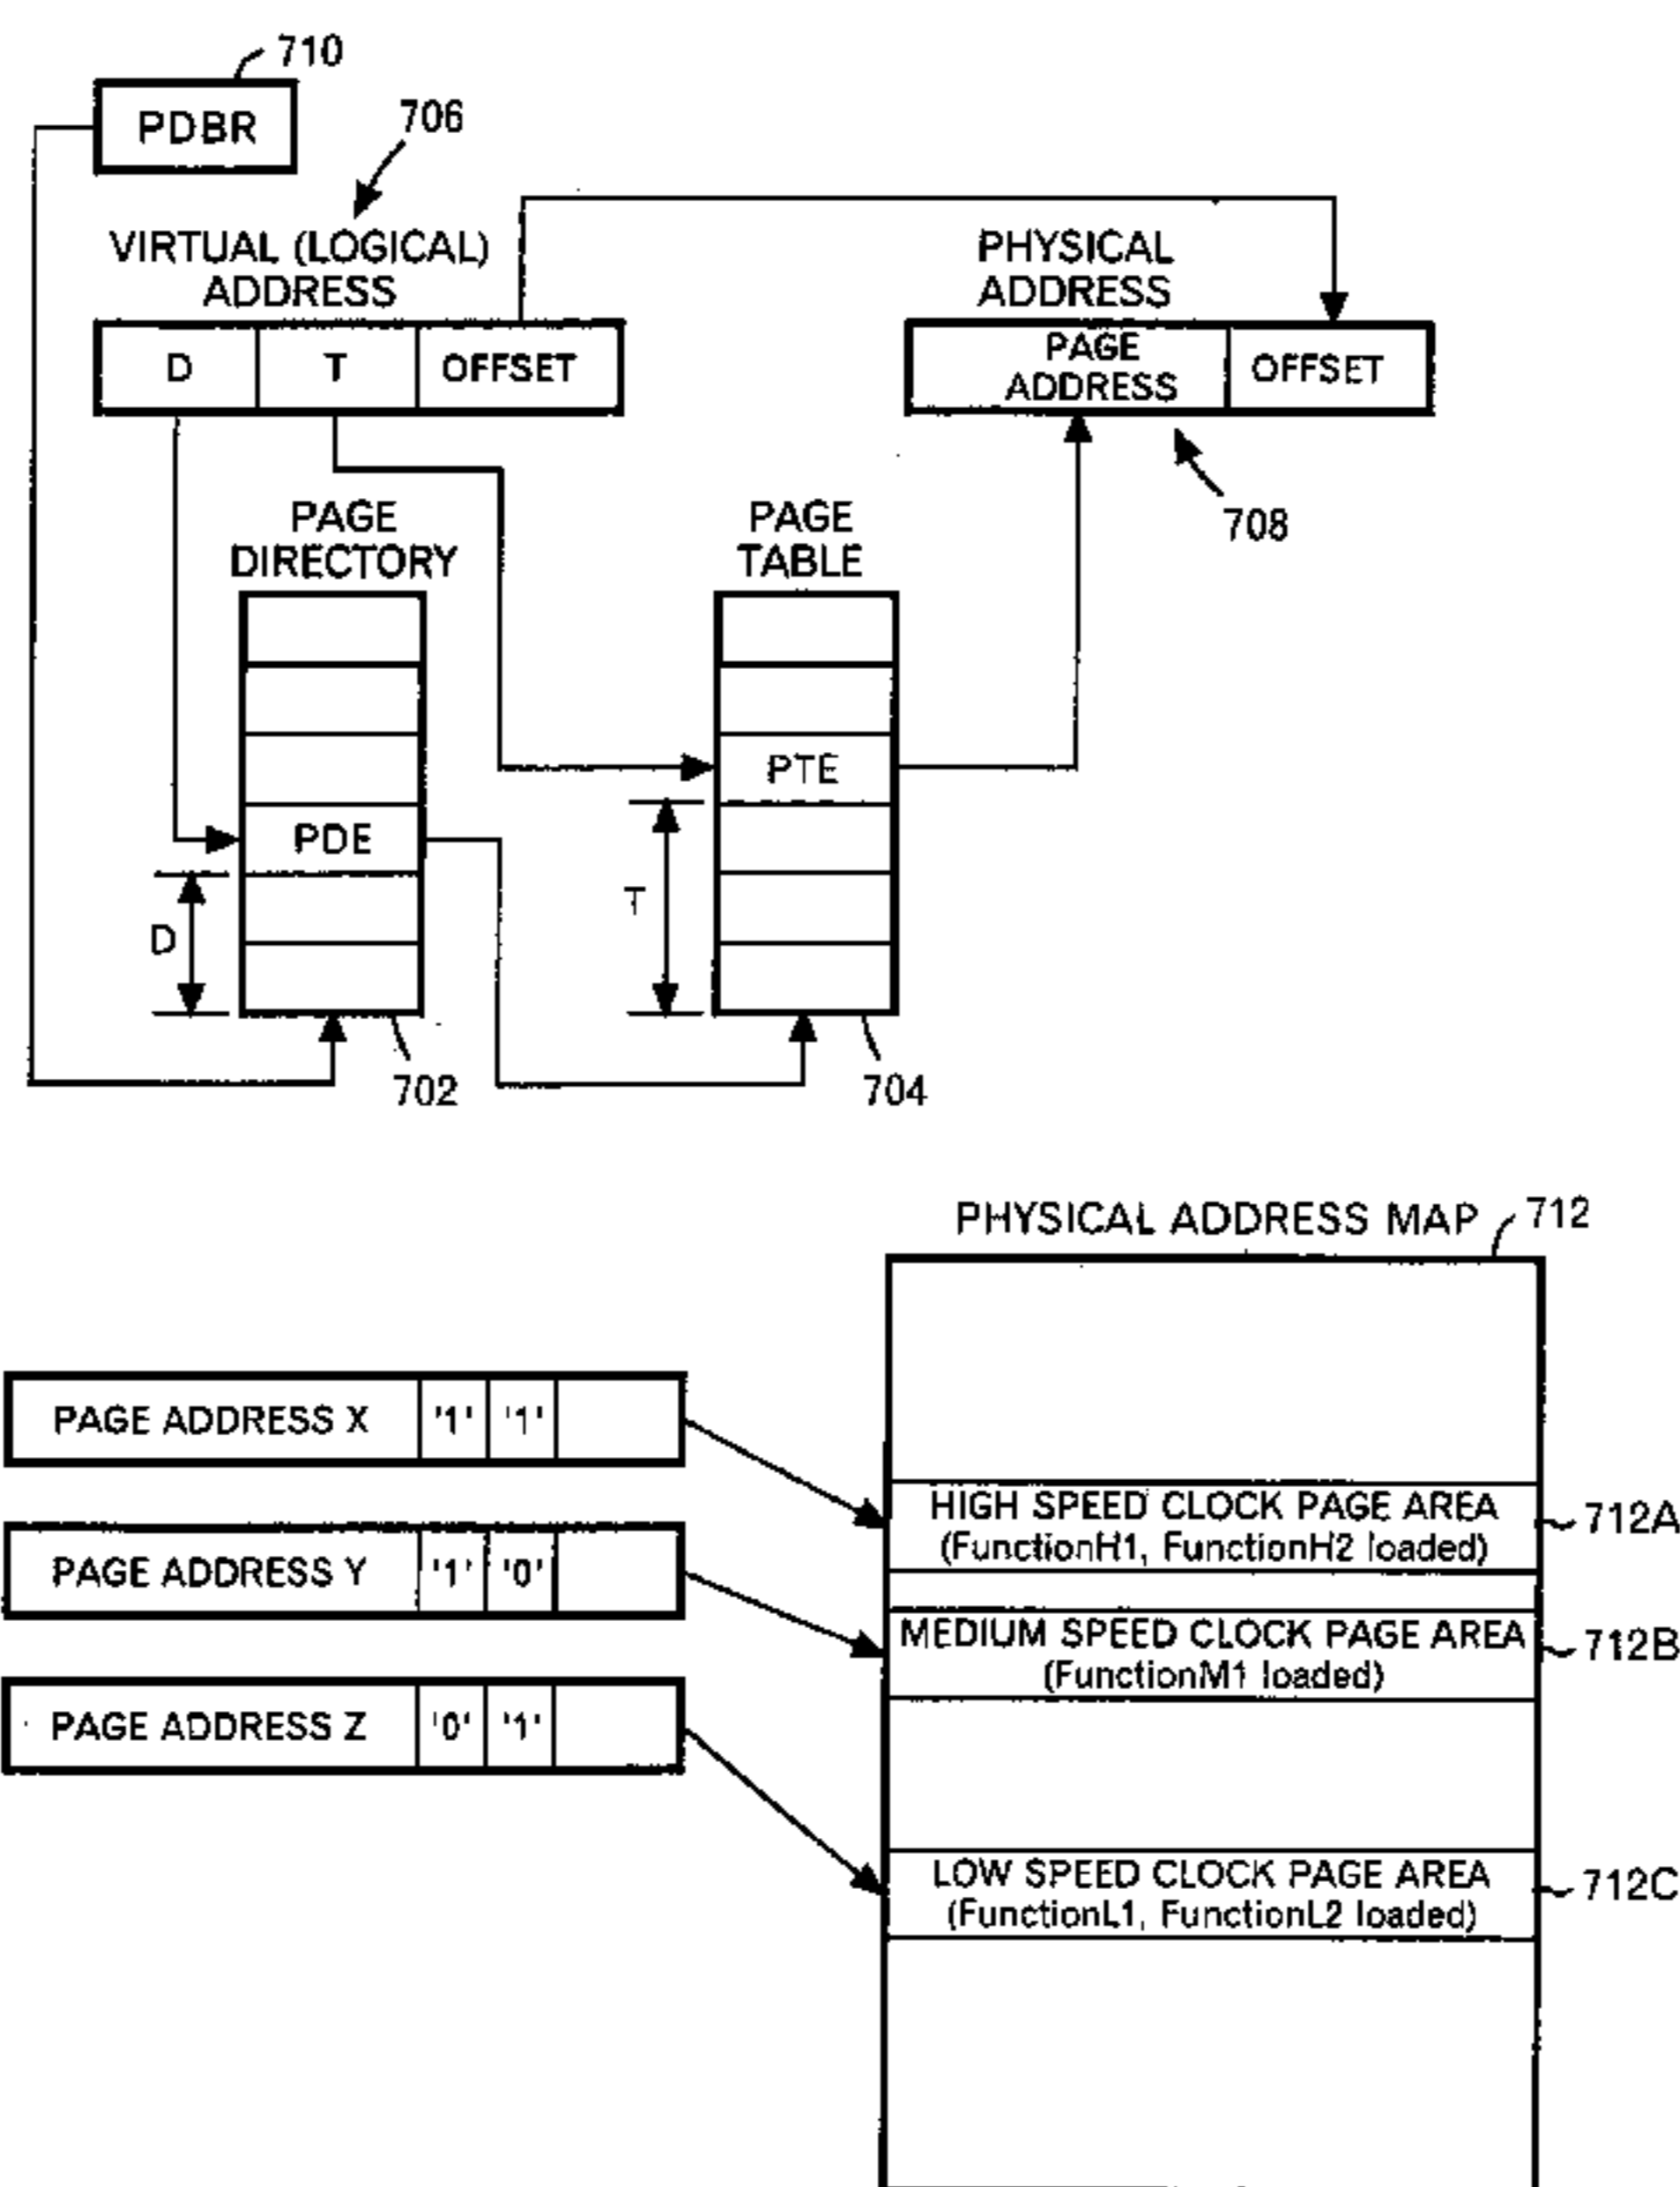 710
PDBR
706
VIRTUAL (LOGICAL)
ADDRESS
PHYSICAL
ADDRESS
D T OFFSET
PAGE
ADDRESS
OFFSET
708
PAGE
DIRECTORY
PAGE
TABLE
PTE
PDE
D
T
702
704
PHYSICAL ADDRESS MAP
712
PAGE ADDRESS X '1' '1'
HIGH SPEED CLOCK PAGE AREA
(FunctionH1, FunctionH2 loaded)
712A
PAGE ADDRESS Y '1' '0'
MEDIUM SPEED CLOCK PAGE AREA
(FunctionM1 loaded)
712B
PAGE ADDRESS Z '0' '1'
LOW SPEED CLOCK PAGE AREA
(FunctionL1, FunctionL2 loaded)
712C